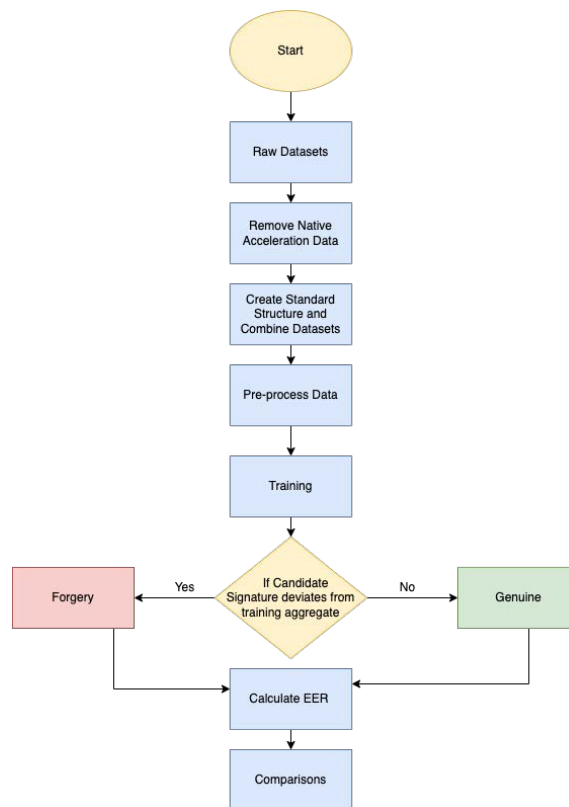 Start
Raw Datasets
Remove Native
Acceleration Data
Create Standard
Structure and
Combine Datasets
Pre-process Data
Training
If Candidate
Signature deviates from
training aggregate
Yes
No
Forgery
Genuine
Calculate EER
Comparisons